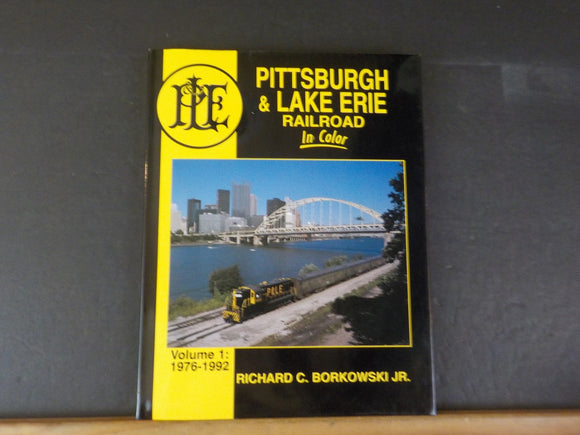 P&LE
PITTSBURGH
& LAKE ERIE
RAILROAD
In Color
P&LE
Volume 1:
1976-1992
RICHARD C. BORKOWSKI JR.